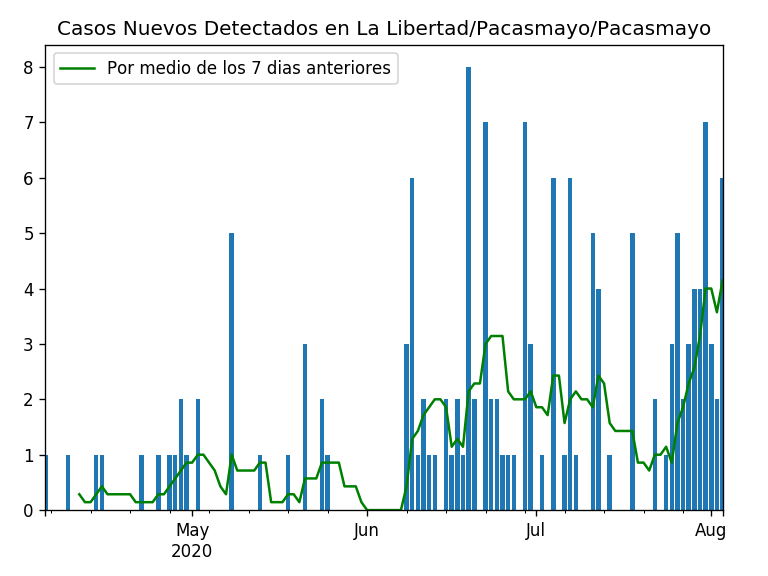 Casos Nuevos Detectados en La Libertad/Pacasmayo/Pacasmayo
Por medio de los 7 dias anteriores
8
7
6
5
4
3
2
1
0
May
2020
Jun
Jul
Aug